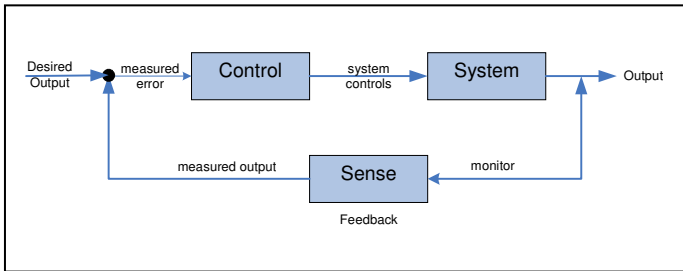 Desired
Output
measured
error
Control
system
controls
System
Output
measured output
Sense
monitor
Feedback